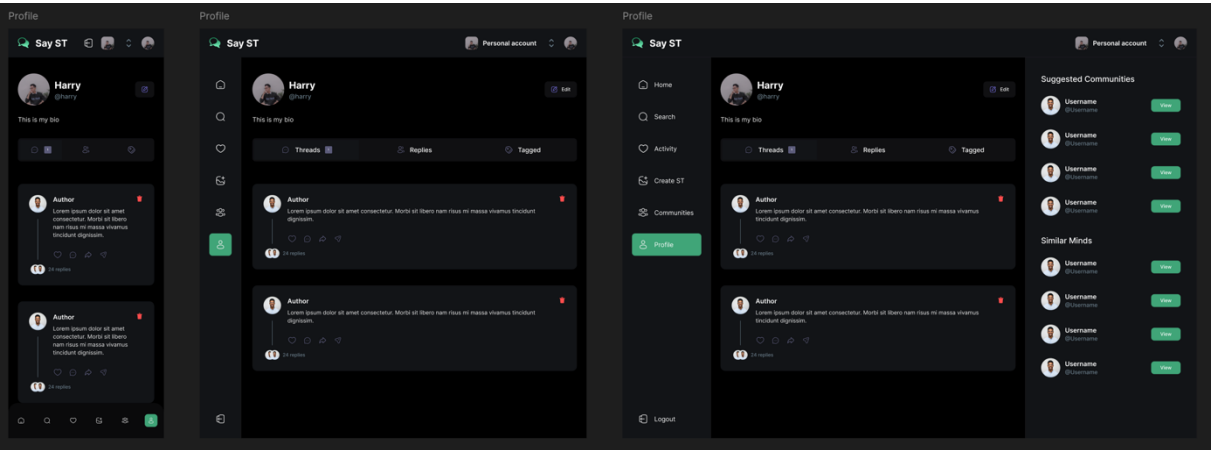 Profile
Say ST
Harry
@harry
This is my bio
Author
Lorem ipsum dolor sit amet
consectetur. Morbi sit libero
nam risus mi massa vivamus
tincidunt dignissim.
24 replies
Author
Lorem ipsum dolor sit amet
consectetur. Morbi sit libero
nam risus mi massa vivamus
tincidunt dignissim.
24 replies
Profile
Say ST
Personal account
Harry
@harry
Edit
This is my bio
Threads
Replies
Tagged
Author
Lorem ipsum dolor sit amet consectetur. Morbi sit libero nam risus mi massa vivamus tincidunt
dignissim.
24 replies
Author
Lorem ipsum dolor sit amet consectetur. Morbi sit libero nam risus mi massa vivamus tincidunt
dignissim.
24 replies
Profile
Say ST
Personal account
Home
Search
Activity
Create ST
Communities
Profile
Logout
Harry
@harry
Edit
This is my bio
Threads
Replies
Tagged
Author
Lorem ipsum dolor sit amet consectetur. Morbi sit libero nam risus mi massa vivamus
tincidunt dignissim.
24 replies
Author
Lorem ipsum dolor sit amet consectetur. Morbi sit libero nam risus mi massa vivamus
tincidunt dignissim.
24 replies
Suggested Communities
Username
@Username
View
Username
@Username
View
Username
@Username
View
Username
@Username
View
Similar Minds
Username
@Username
View
Username
@Username
View
Username
@Username
View
Username
@Username
View